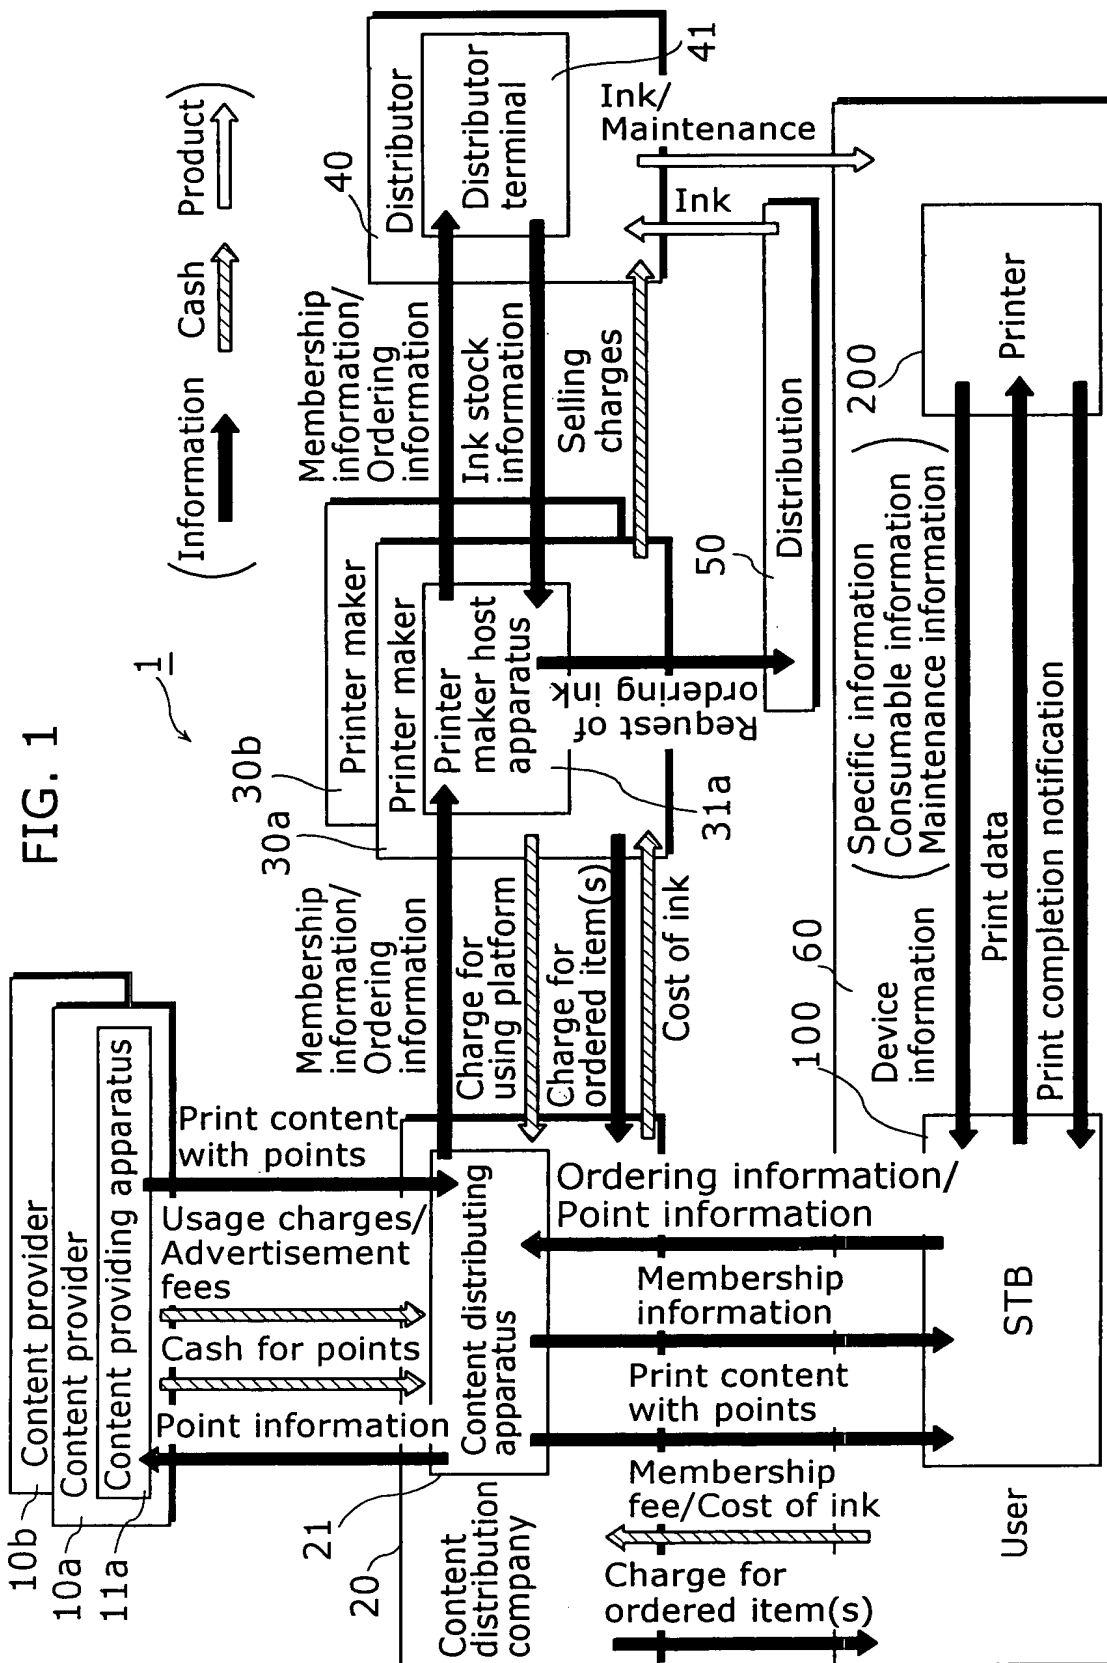 FIG. 1
1
(Information
Cash
Product)
10b
Content provider
10a
Content provider
11a
Content providing apparatus
Print content
with points
Usage charges/
Advertisement
fees
Cash for points
Point information
20
Content
distribution
company
21
Content distributing
apparatus
Membership
information/
Ordering
information
Charge for
using platform
Charge for
ordered item(s)
Cost of ink
30b
Printer maker
30a
Printer maker
Printer
maker host
apparatus
31a
Request of
ordering ink
Membership
information/
Ordering
information
Ink stock
information
Selling
charges
40
Distributor
Distributor
terminal
41
Ink/
Maintenance
Ink
50
Distribution
Ordering information/
Point information
Membership
information
Print content
with points
Membership
fee/Cost of ink
Charge for
ordered item(s)
60
User
100
STB
Device
information
(Specific information
Consumable information
Maintenance information)
Print data
Print completion notification
200
Printer